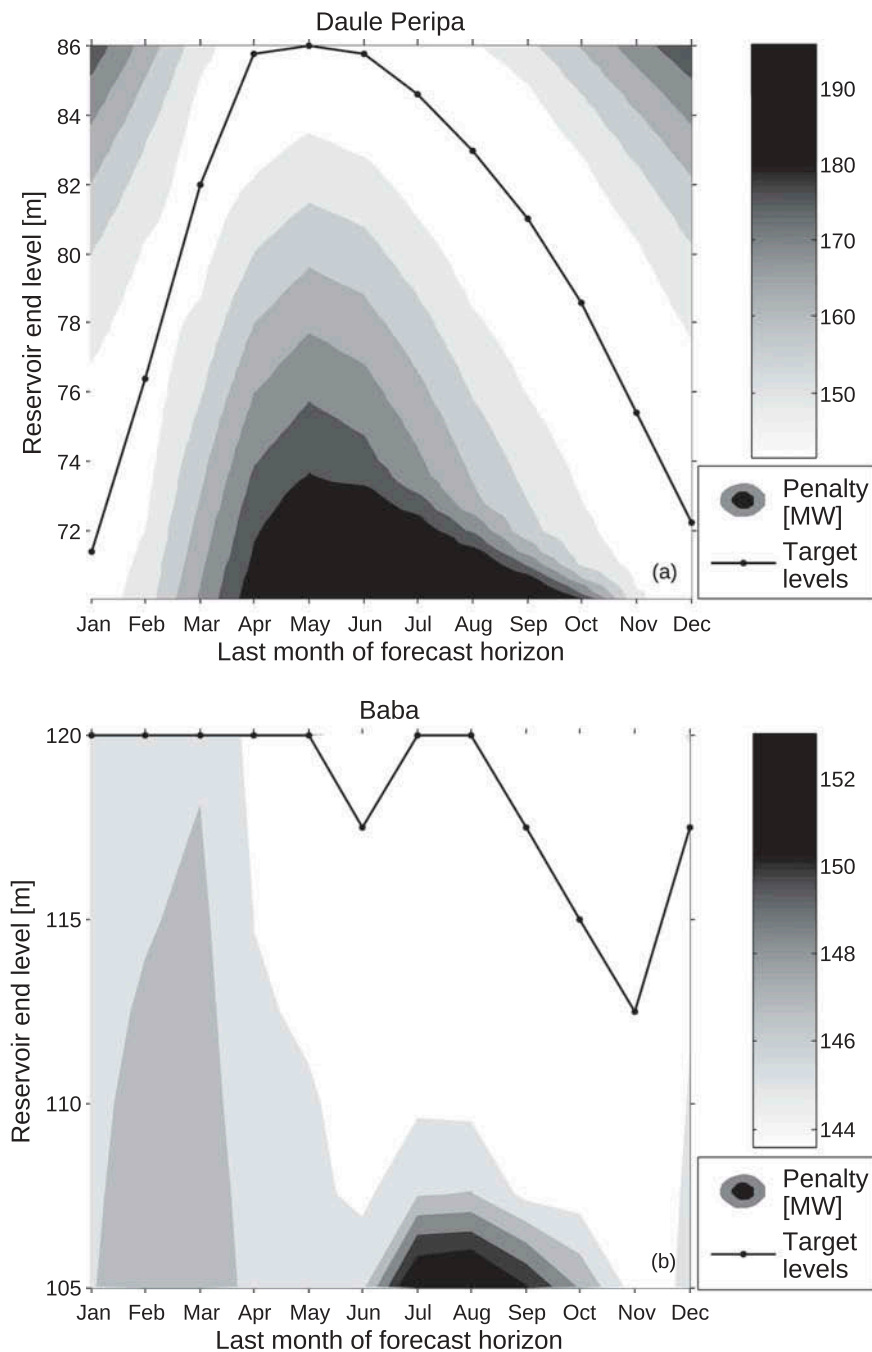 Daule Peripa
86
84
82
80
78
76
74
72
Reservoir end level [m]
Jan Feb Mar Apr May Jun Jul Aug Sep Oct Nov Dec
Last month of forecast horizon
(a)
190
180
170
160
150
Penalty
[MW]
Target
levels
Baba
120
115
110
105
Reservoir end level [m]
Jan Feb Mar Apr May Jun Jul Aug Sep Oct Nov Dec
Last month of forecast horizon
(b)
152
150
148
146
144
Penalty
[MW]
Target
levels